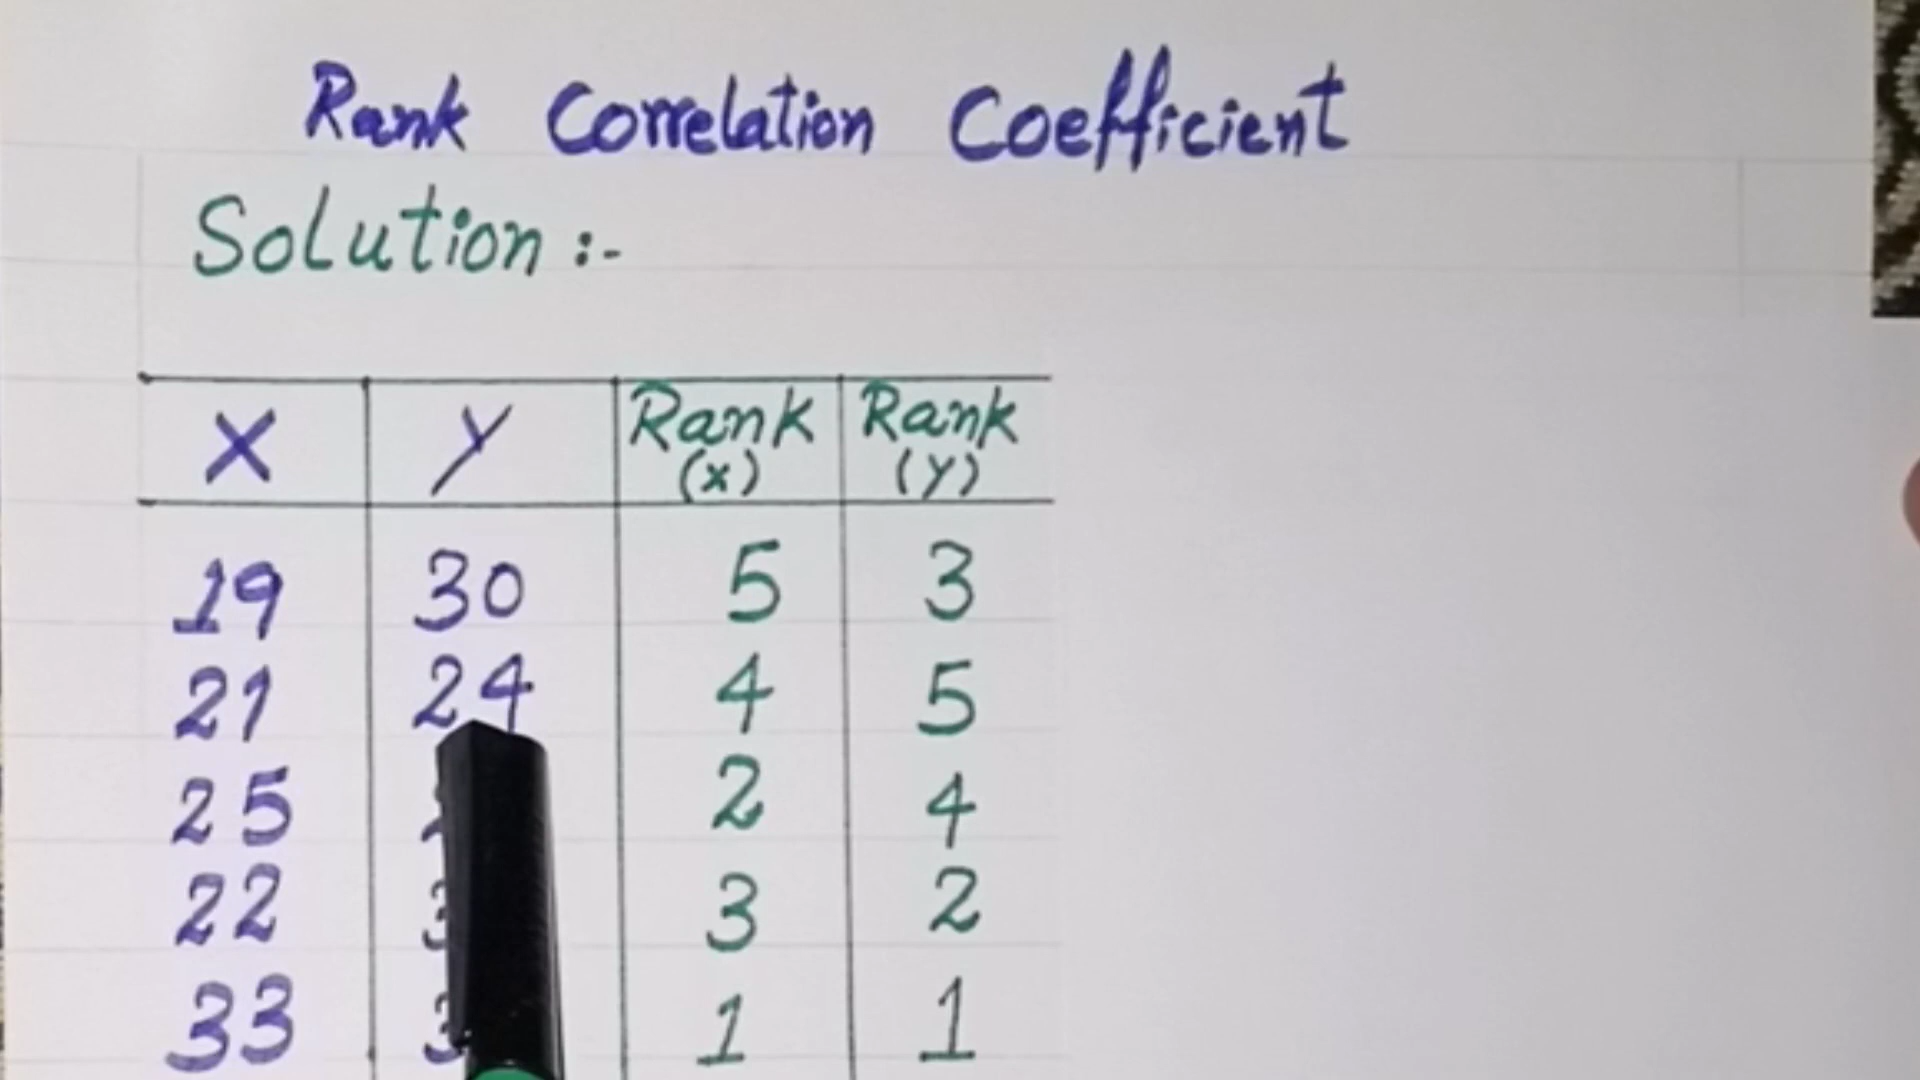 Rank Correlation Coefficient
Solution :-
X Y Rank (x) Rank (y)
19 30 5 3
21 24 4 5
25 2 4
22 3 2
33 1 1